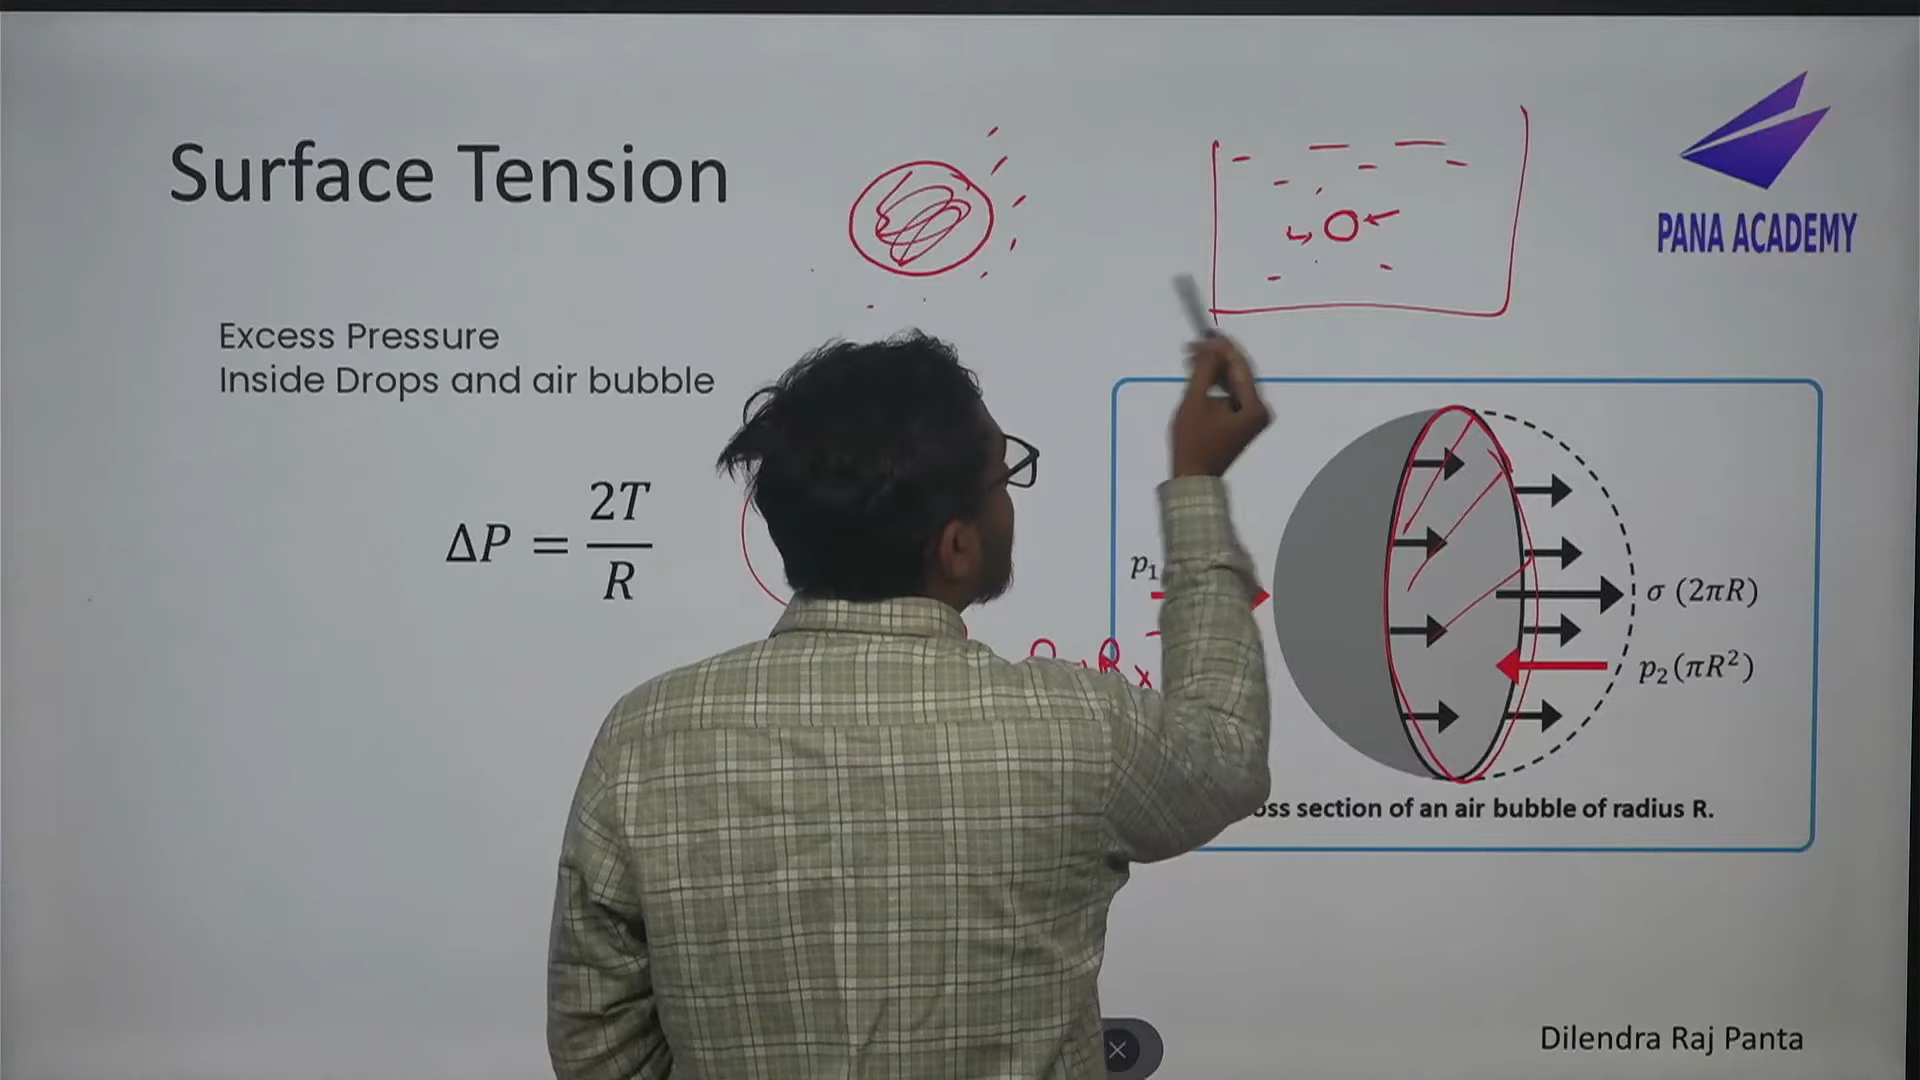 Surface Tension
PANA ACADEMY
Excess Pressure
Inside Drops and air bubble
ΔP = 2T/R
p₁
σ (2πR)
p₂(πR²)
section of an air bubble of radius R.
Dilendra Raj Panta